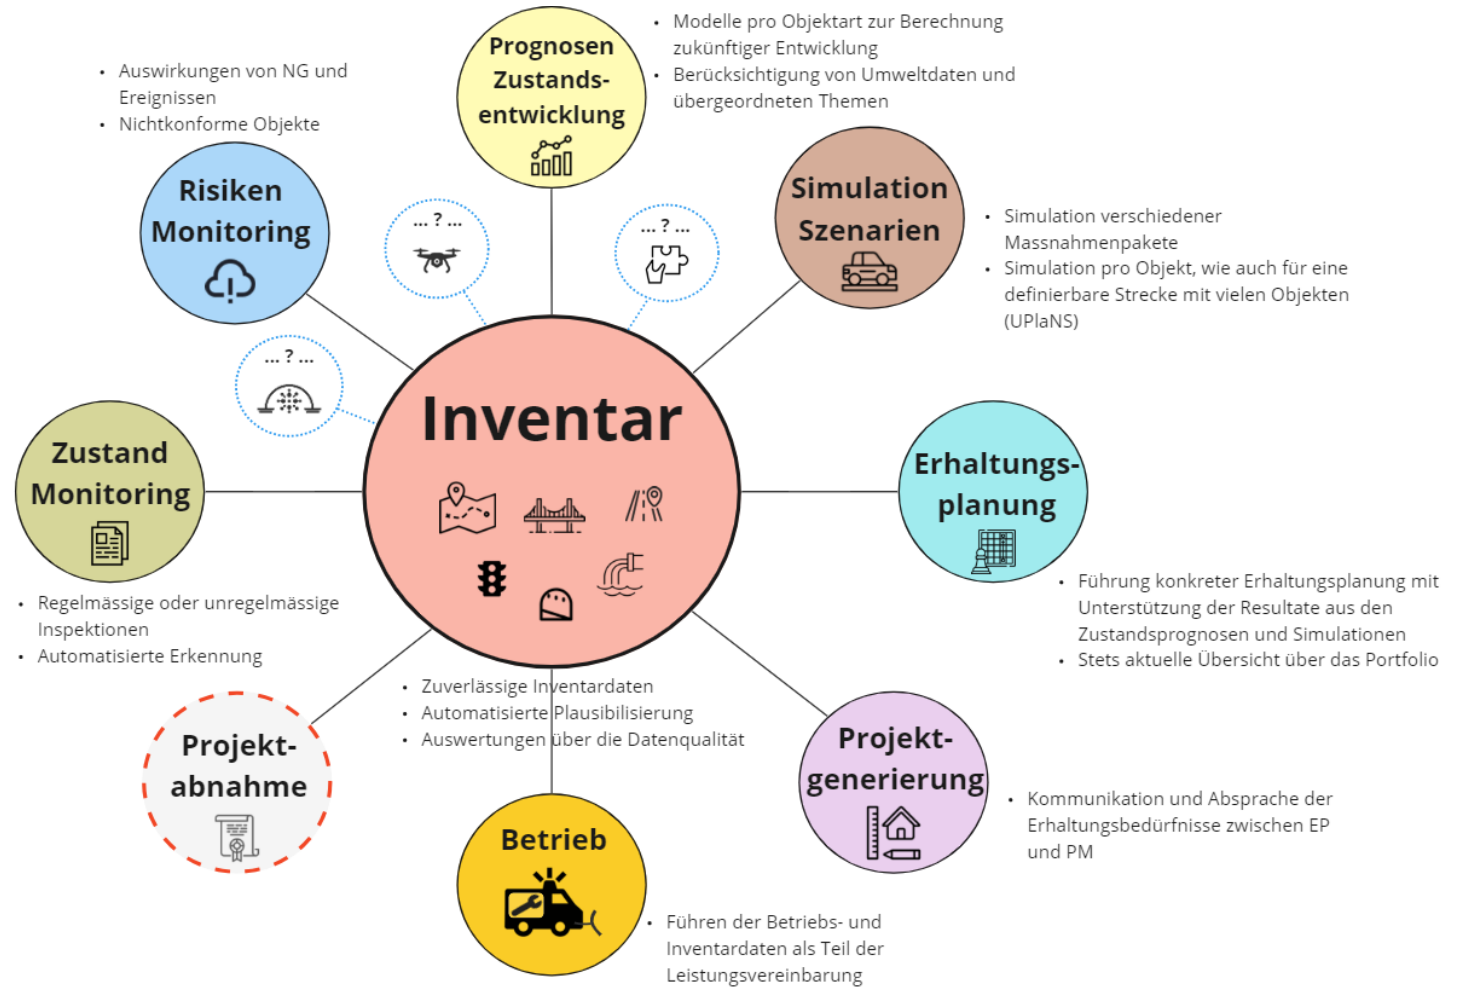 Prognosen
Zustands-
entwicklung
• Modelle pro Objektart zur Berechnung
zukünftiger Entwicklung
• Berücksichtigung von Umweltdaten und
übergeordneten Themen
• Auswirkungen von NG und
Ereignissen
• Nichtkonforme Objekte
Risiken
Monitoring
... ? ...
... ? ...
... ? ...
Simulation
Szenarien
• Simulation verschiedener
Massnahmenpakete
• Simulation pro Objekt, wie auch für eine
definierbare Strecke mit vielen Objekten
(UPlaNS)
Inventar
Zustand
Monitoring
• Regelmässige oder unregelmässige
Inspektionen
• Automatisierte Erkennung
Erhaltungs-
planung
• Führung konkreter Erhaltungsplanung mit
Unterstützung der Resultate aus den
Zustandsprognosen und Simulationen
• Stets aktuelle Übersicht über das Portfolio
• Zuverlässige Inventardaten
• Automatisierte Plausibilisierung
• Auswertungen über die Datenqualität
Projekt-
abnahme
Projekt-
generierung
• Kommunikation und Absprache der
Erhaltungsbedürfnisse zwischen EP
und PM
Betrieb
• Führen der Betriebs- und
Inventardaten als Teil der
Leistungsvereinbarung